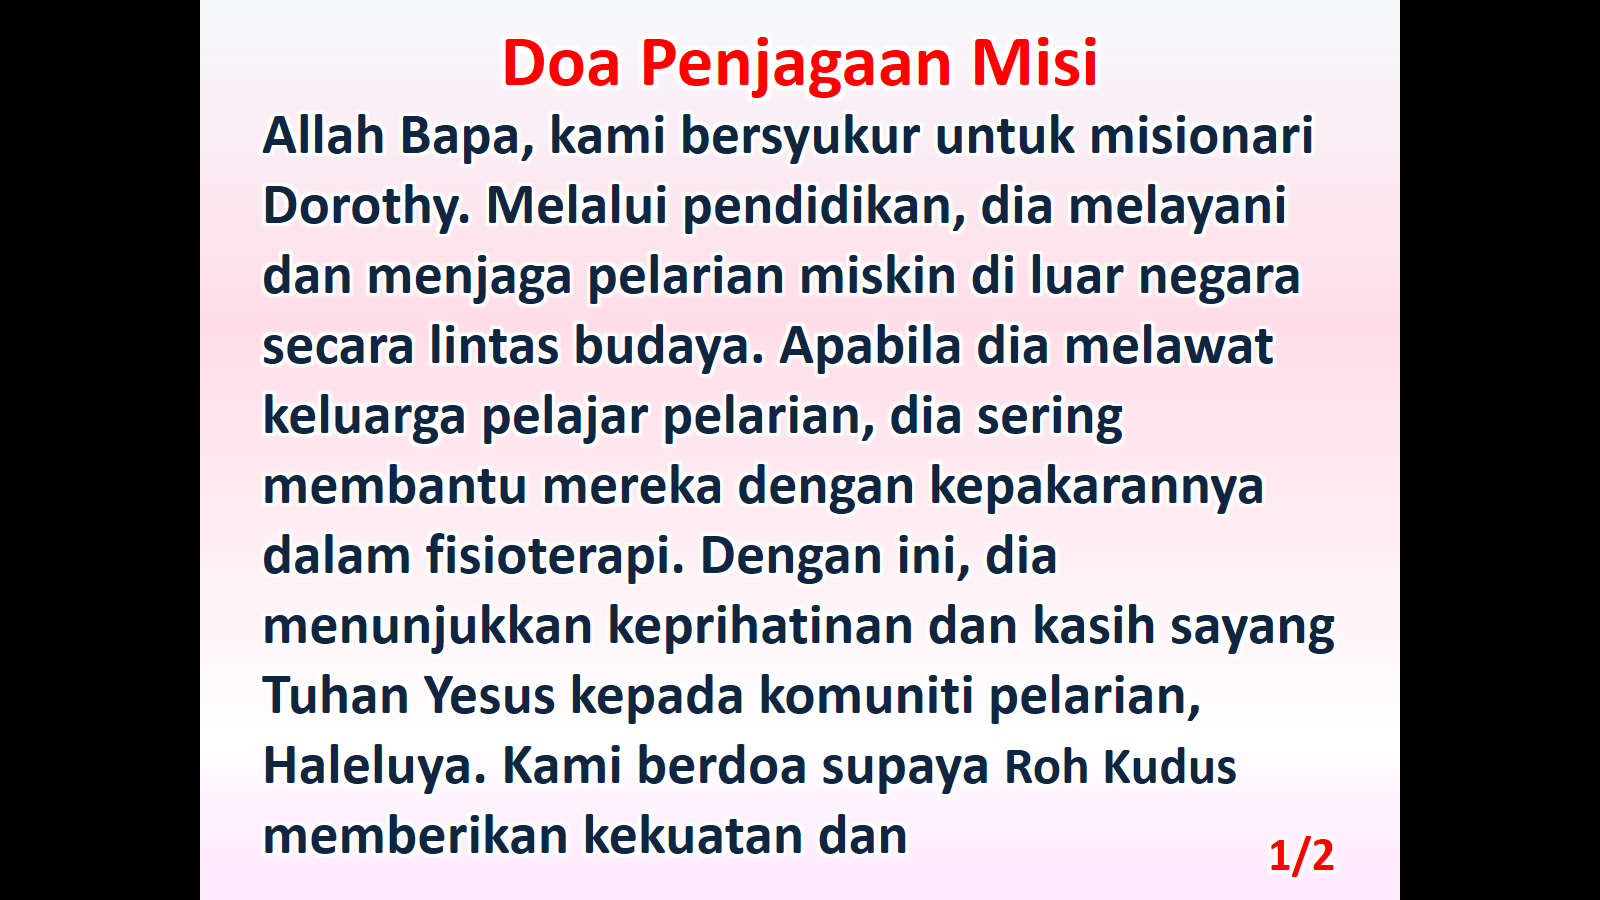 Doa Penjagaan Misi
Allah Bapa, kami bersyukur untuk misionari
Dorothy. Melalui pendidikan, dia melayani
dan menjaga pelarian miskin di luar negara
secara lintas budaya. Apabila dia melawat
keluarga pelajar pelarian, dia sering
membantu mereka dengan kepakarannya
dalam fisioterapi. Dengan ini, dia
menunjukkan keprihatinan dan kasih sayang
Tuhan Yesus kepada komuniti pelarian,
Haleluya. Kami berdoa supaya Roh Kudus
memberikan kekuatan dan
1/2